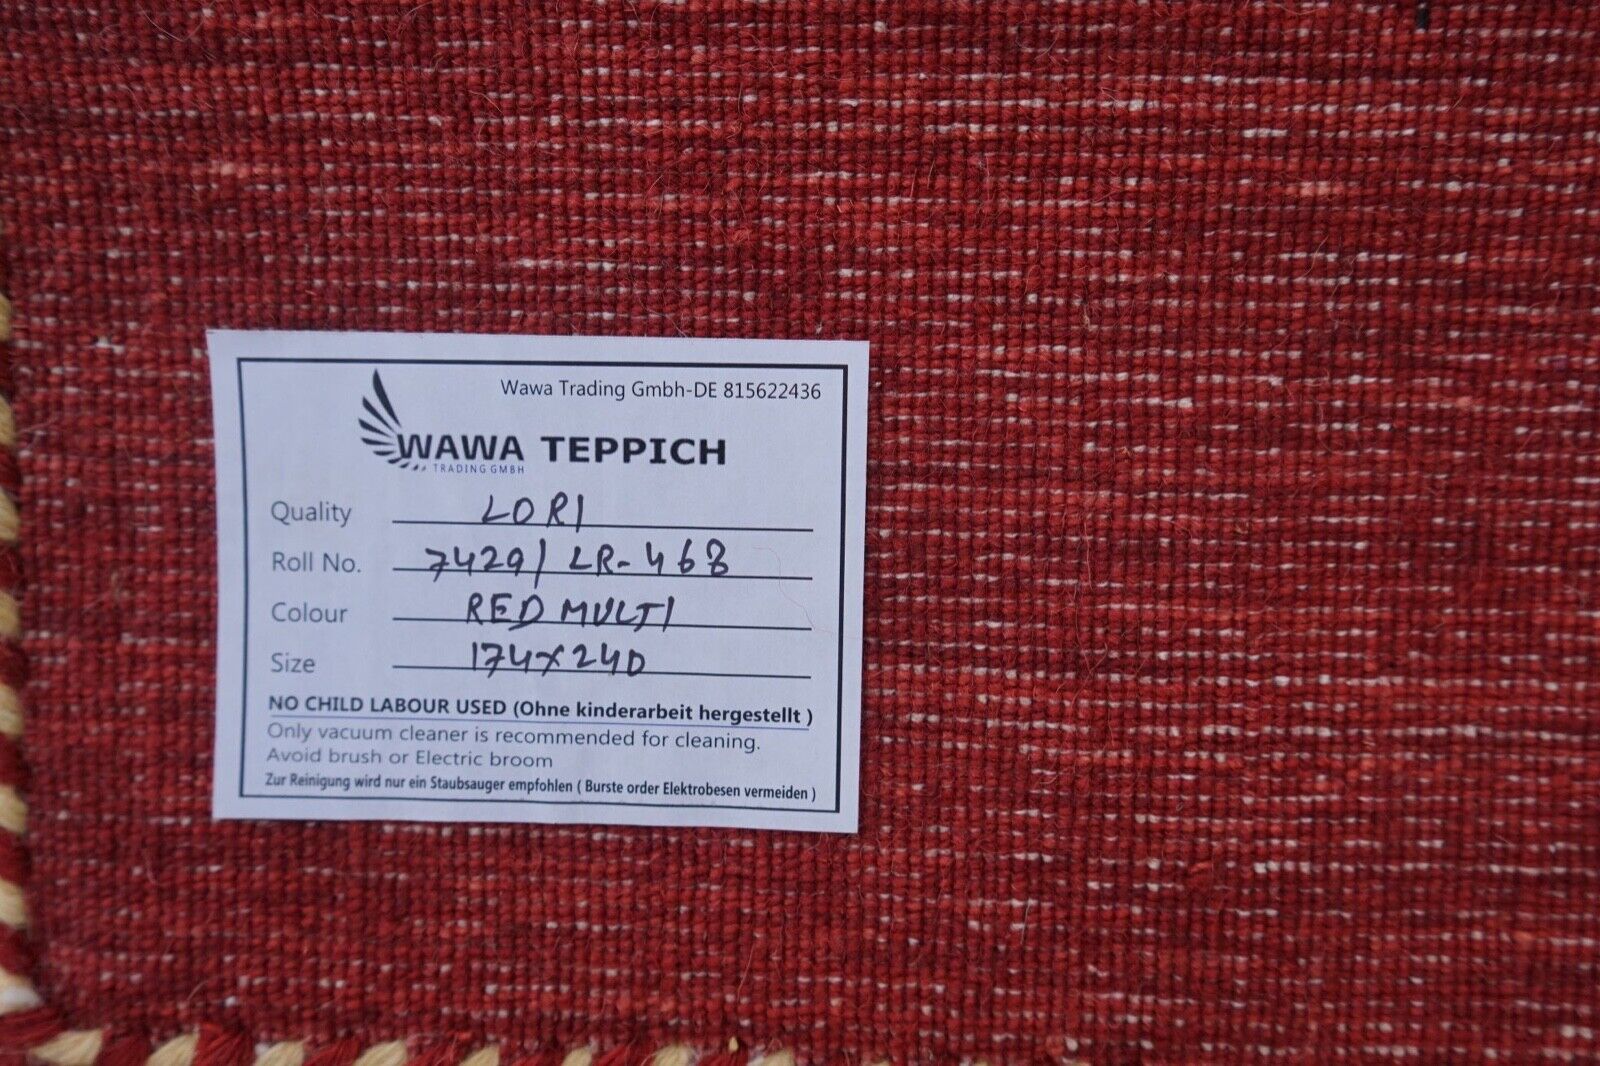 Wawa Trading Gmbh-DE 815622436
WAWA TEPPICH
TRADING GMBH
Quality LORI
Roll No. 7429/ LR-468
Colour RED MULTI
Size 174X240
NO CHILD LABOUR USED (Ohne kinderarbeit hergestellt )
Only vacuum cleaner is recommended for cleaning.
Avoid brush or Electric broom
Zur Reinigung wird nur ein Staubsauger empfohlen ( Burste order Elektrobesen vermeiden )